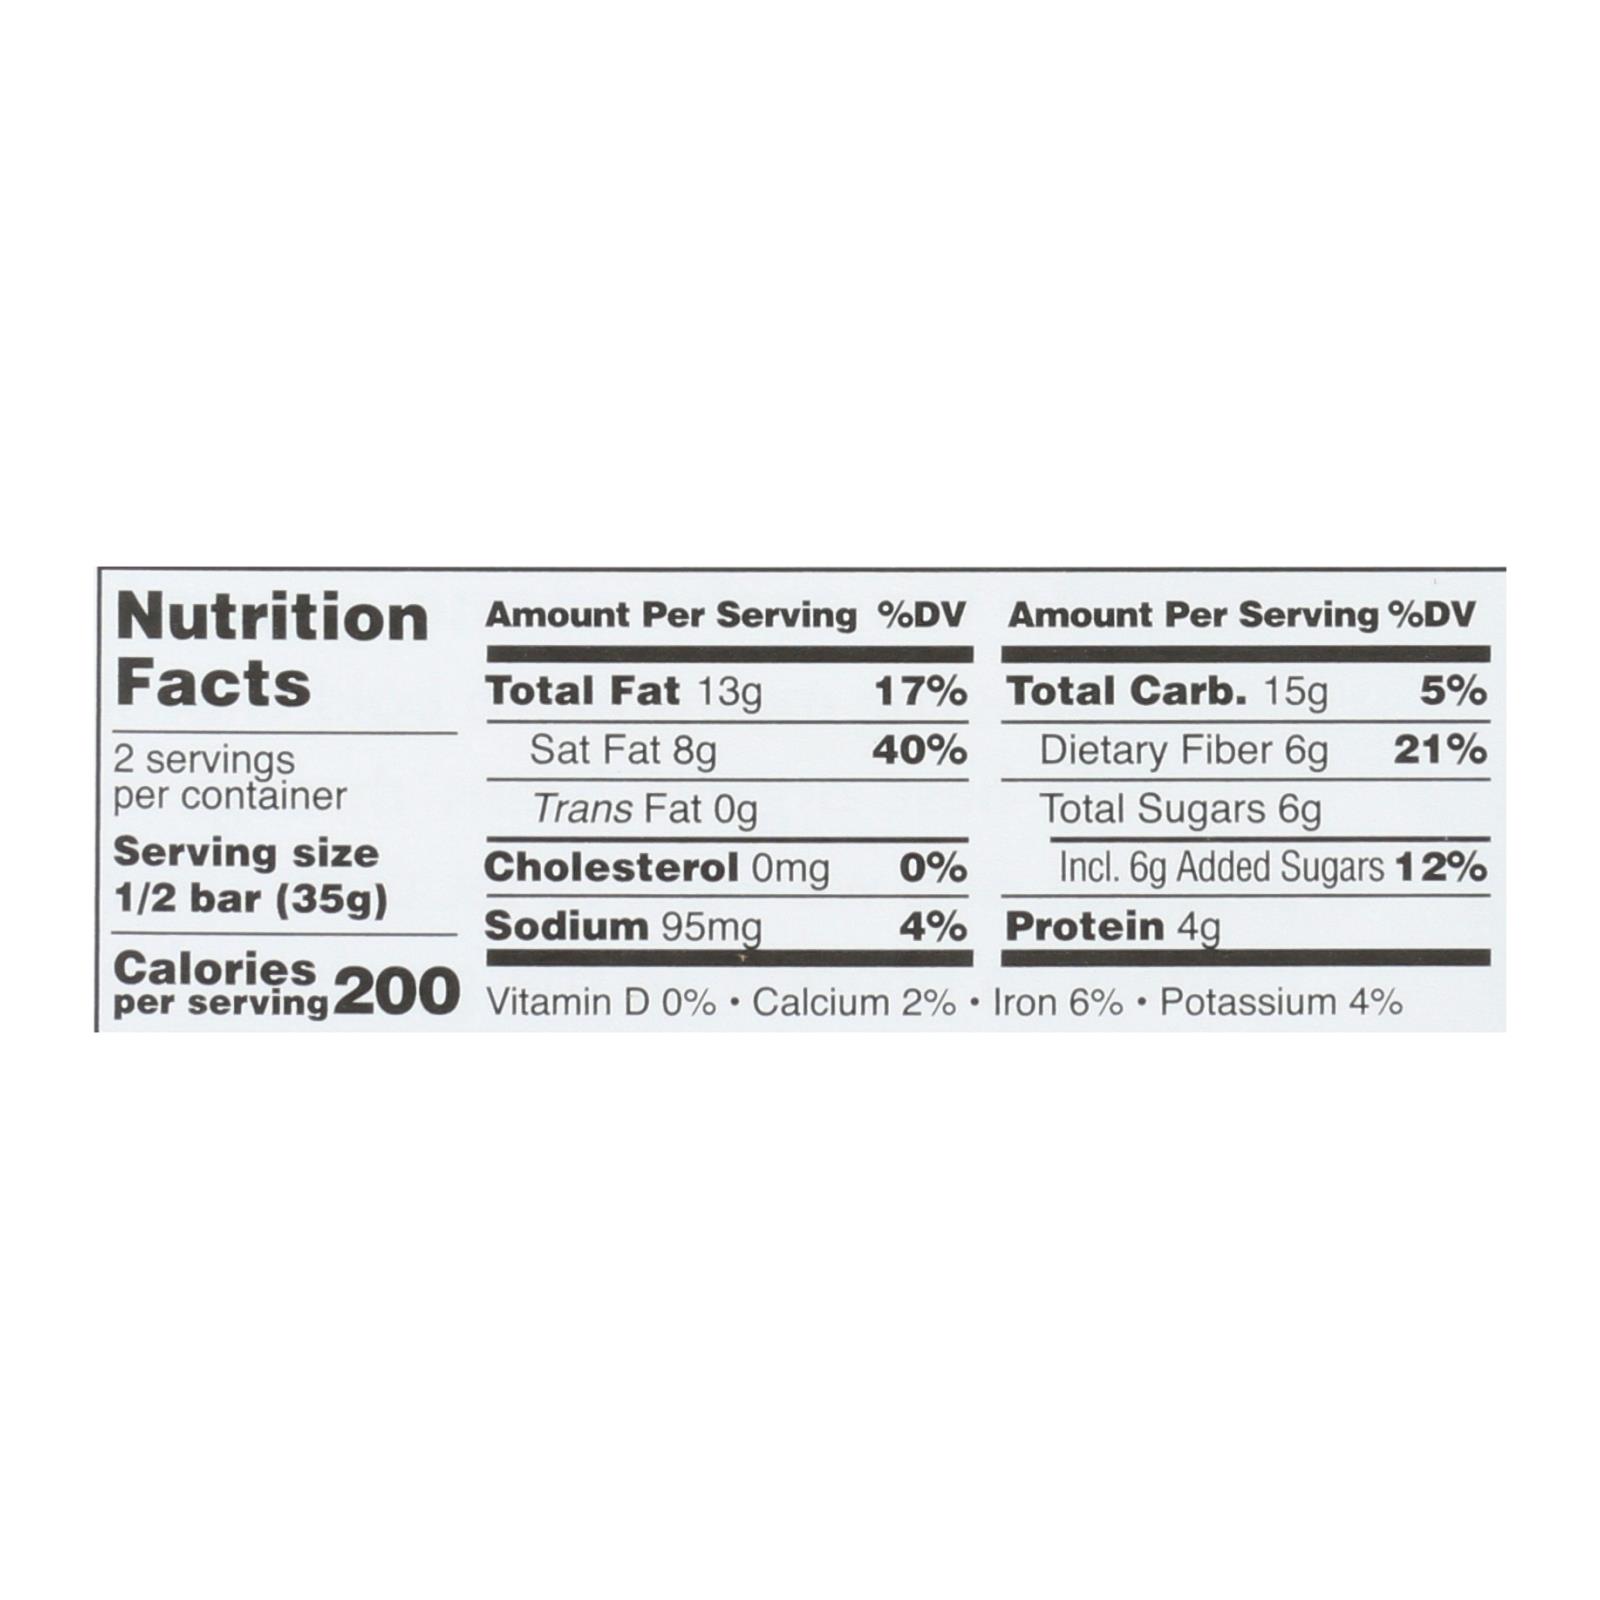 Nutrition
Facts
2 servings
per container
Serving size
1/2 bar (35g)
Calories
per serving 200
Amount Per Serving %DV
Total Fat 13g 17%
Sat Fat 8g 40%
Trans Fat 0g
Cholesterol 0mg 0%
Sodium 95mg 4%
Amount Per Serving %DV
Total Carb. 15g 5%
Dietary Fiber 6g 21%
Total Sugars 6g
Incl. 6g Added Sugars 12%
Protein 4g
Vitamin D 0% • Calcium 2% • Iron 6% • Potassium 4%